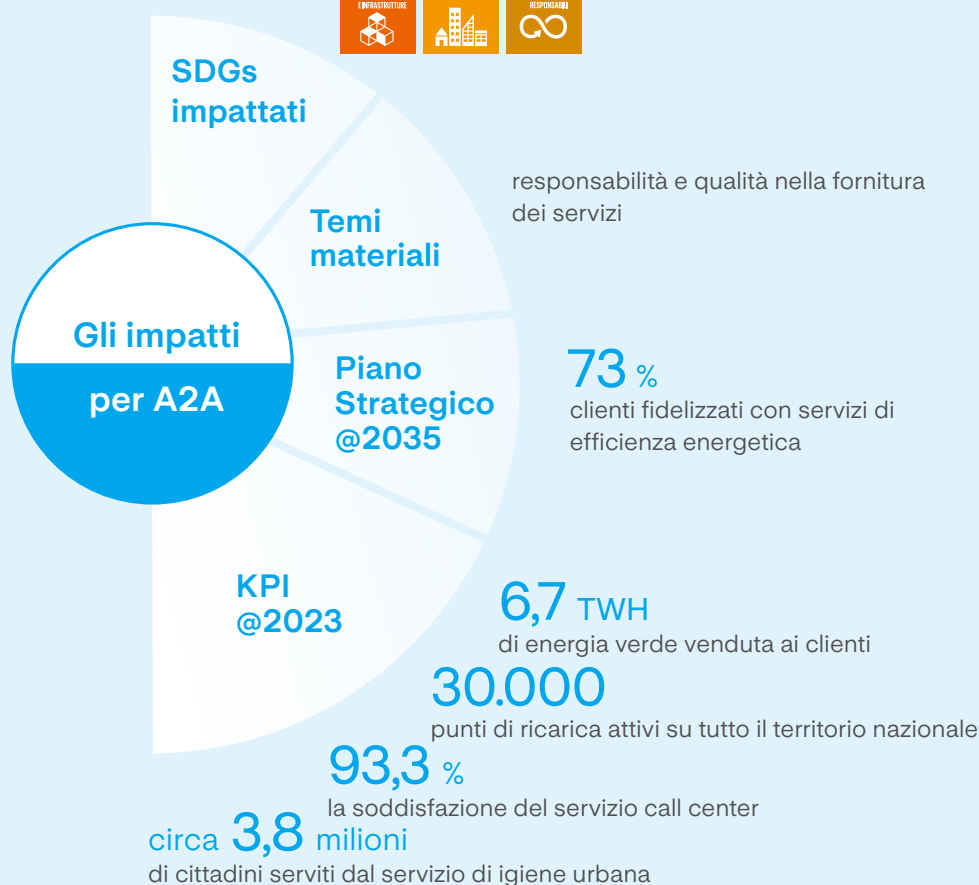 E INFRASTRUTTURE
RESPONSABILI
SDGs
impattati
responsabilità e qualità nella fornitura
dei servizi
Temi
materiali
Gli impatti
per A2A
Piano
Strategico
@2035
73 %
clienti fidelizzati con servizi di
efficienza energetica
KPI
@2023
6,7 TWH
di energia verde venduta ai clienti
30.000
punti di ricarica attivi su tutto il territorio nazionale
93,3 %
la soddisfazione del servizio call center
circa 3,8 milioni
di cittadini serviti dal servizio di igiene urbana